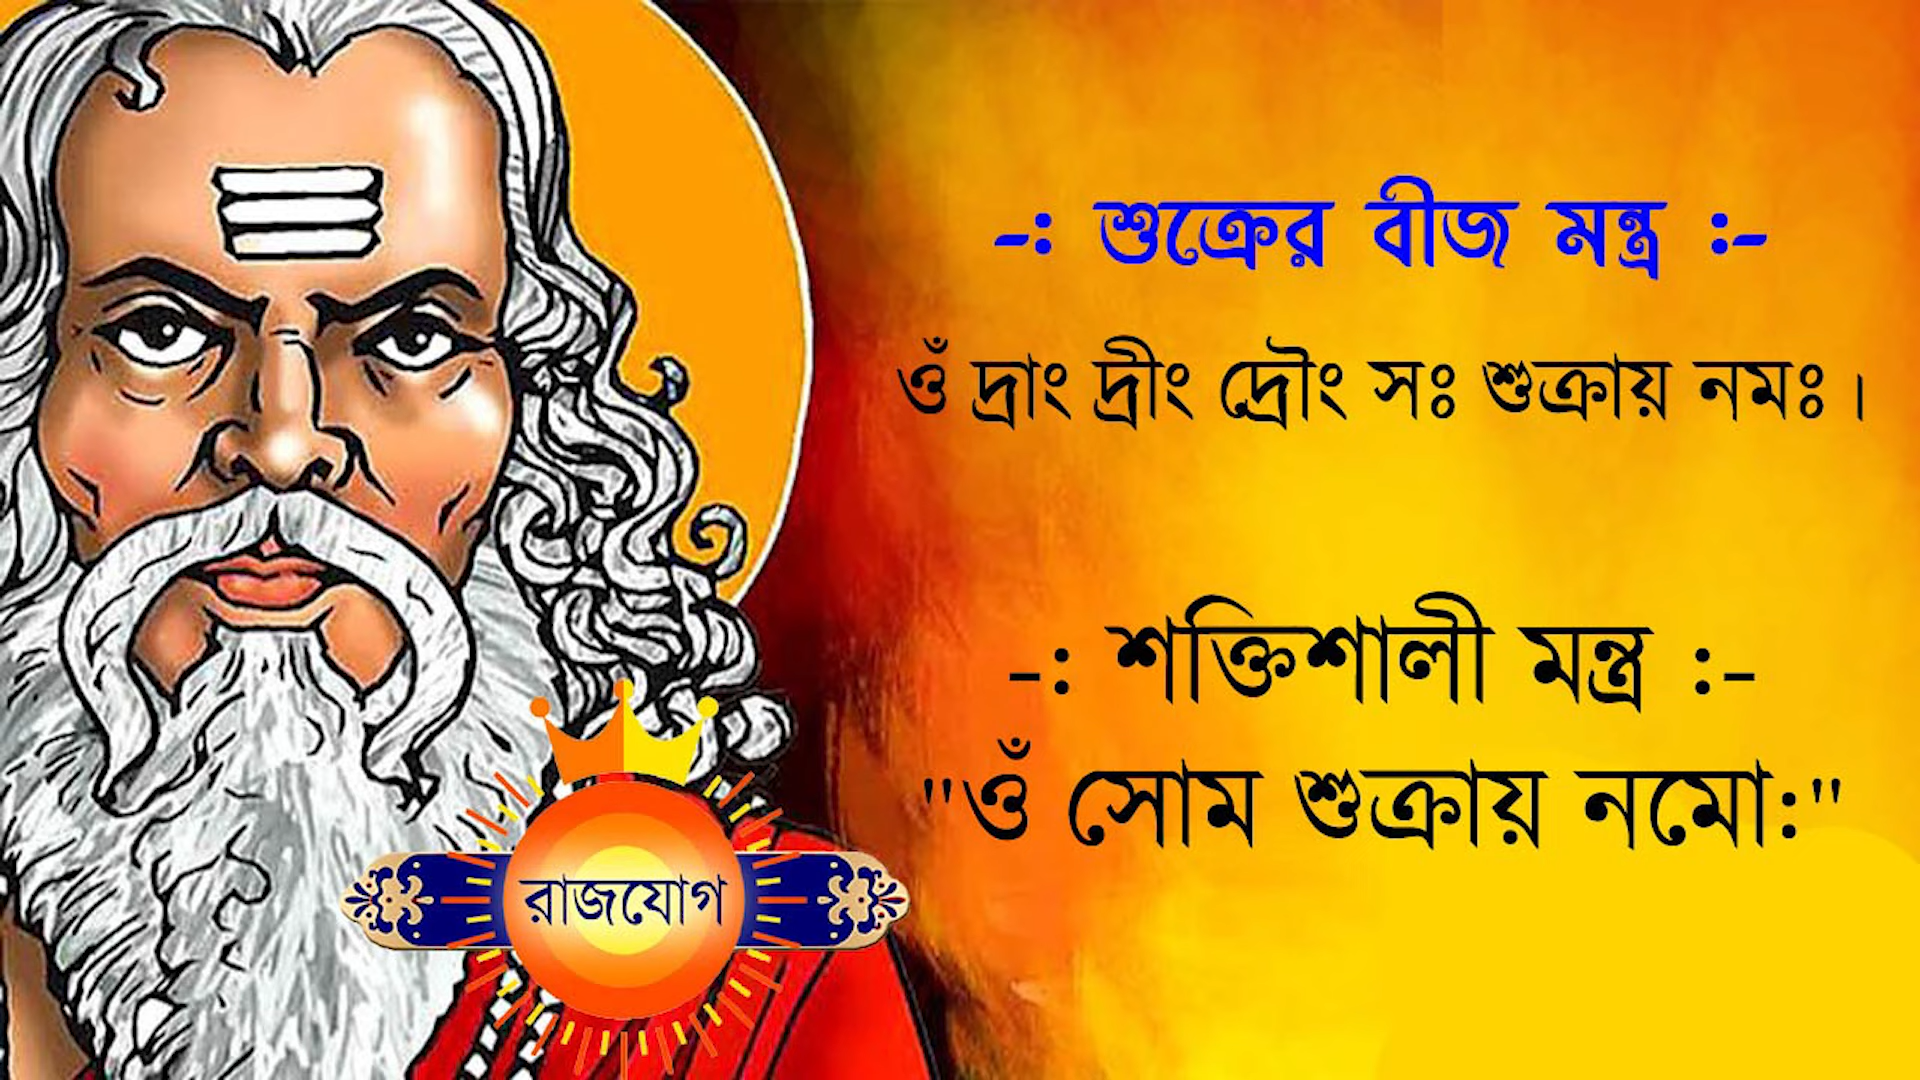 -: শুক্রের বীজ মন্ত্র :-
ওঁ দ্রাং দ্রীং দ্রৌং সঃ শুক্রায় নমঃ।
-: শক্তিশালী মন্ত্র :-
"ওঁ সোম শুক্রায় নমো:"
রাজযোগ